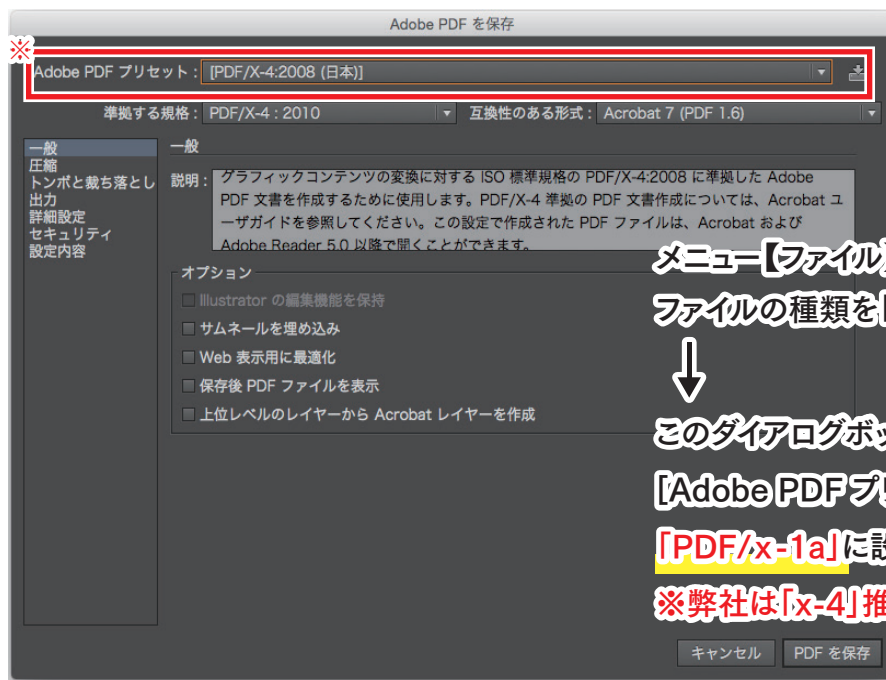 Adobe PDF を保存
※
Adobe PDF プリセット： [PDF/X-4:2008 (日本)]
準拠する規格： PDF/X-4 : 2010 互換性のある形式： Acrobat 7 (PDF 1.6)
一般
圧縮
トンボと裁ち落とし
出力
詳細設定
セキュリティ
設定内容
一般
説明： グラフィックコンテンツの変換に対する ISO 標準規格の PDF/X-4:2008 に準拠した Adobe
PDF 文書を作成するために使用します。PDF/X-4 準拠の PDF 文書作成については、Acrobat ユ
ーザガイドを参照してください。この設定で作成された PDF ファイルは、Acrobat および
Adobe Reader 5.0 以降で開くことができます。
オプション
Illustrator の編集機能を保持
サムネールを埋め込み
Web 表示用に最適化
保存後 PDF ファイルを表示
上位レベルのレイヤーから Acrobat レイヤーを作成
メニュー【ファイル】
ファイルの種類を[
↓
このダイアログボッ
[Adobe PDF プリ
「PDF/x-1a」に設
※弊社は「x-4」推
キャンセル PDF を保存